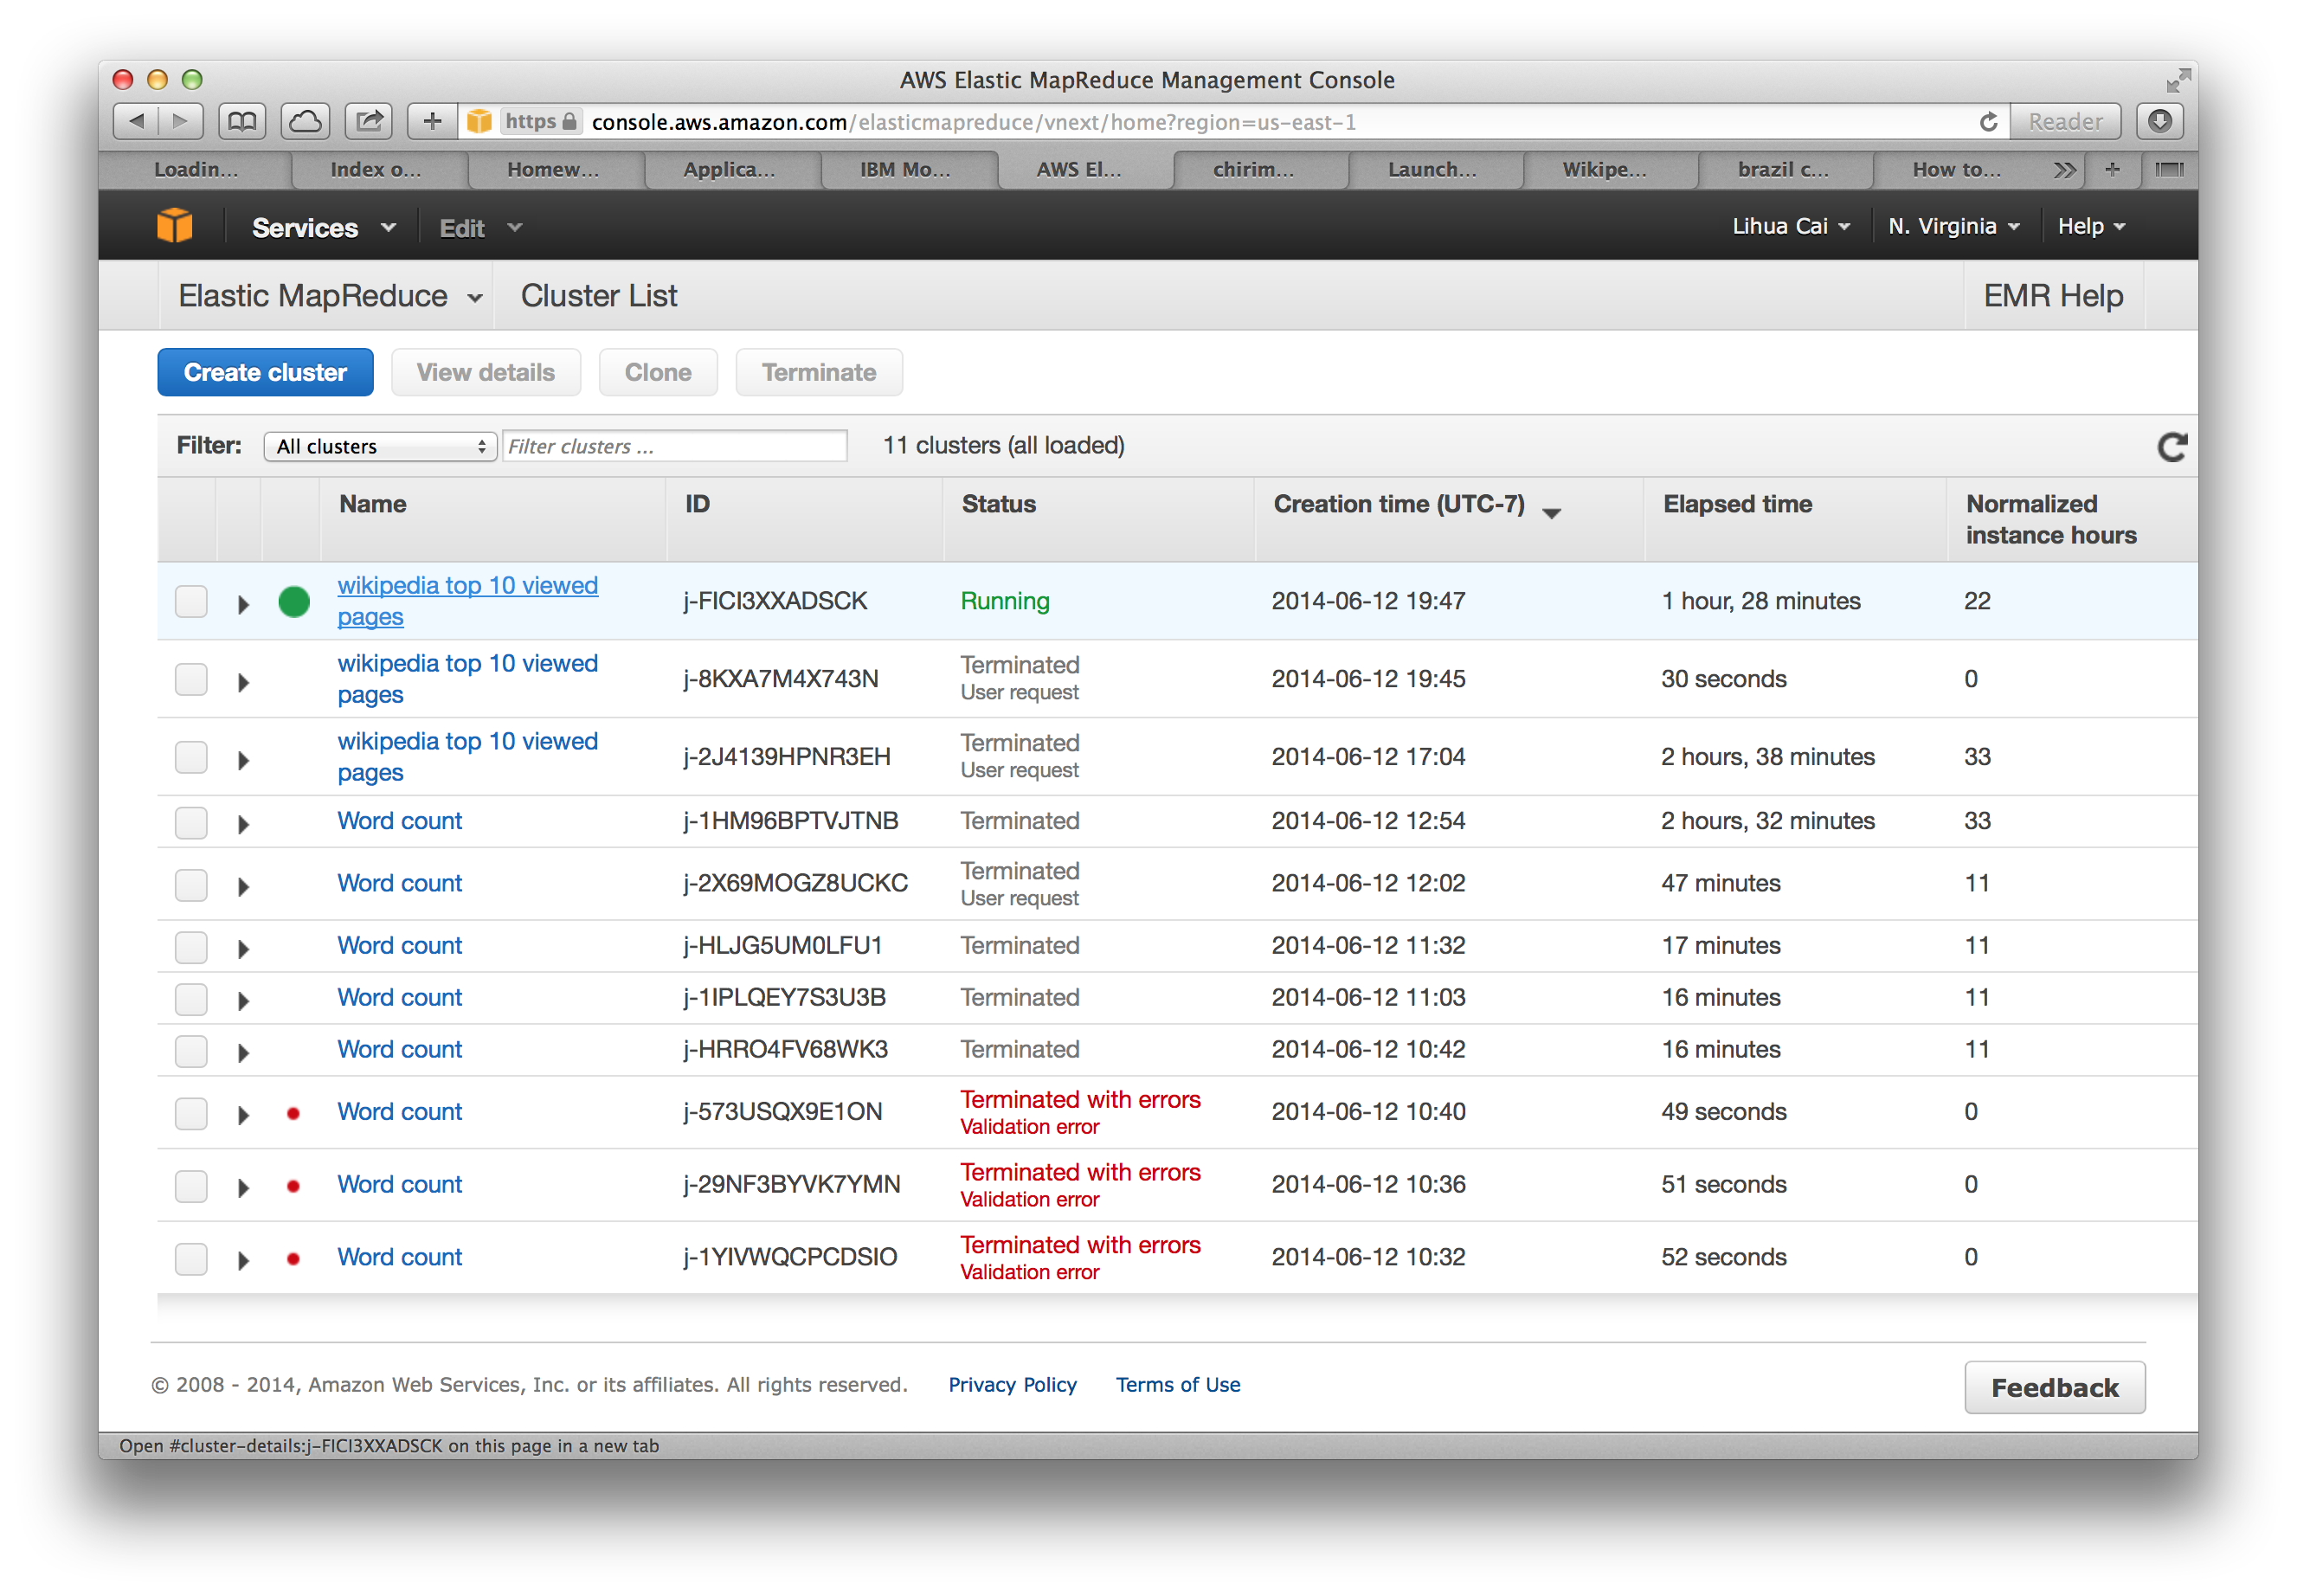 AWS Elastic MapReduce Management Console
https console.aws.amazon.com/elasticmapreduce/vnext/home?region=us-east-1 Reader
Loadin... Index o... Homew... Applica... IBM Mo... AWS El... chirim... Launch... Wikipe... brazil c... How to...
Services Edit Lihua Cai N. Virginia Help
Elastic MapReduce Cluster List EMR Help
Create cluster View details Clone Terminate
Filter: All clusters Filter clusters ... 11 clusters (all loaded)
Name ID Status Creation time (UTC-7) Elapsed time Normalized
instance hours
wikipedia top 10 viewed
pages j-FICI3XXADSCK Running 2014-06-12 19:47 1 hour, 28 minutes 22
wikipedia top 10 viewed
pages j-8KXA7M4X743N Terminated
User request 2014-06-12 19:45 30 seconds 0
wikipedia top 10 viewed
pages j-2J4139HPNR3EH Terminated
User request 2014-06-12 17:04 2 hours, 38 minutes 33
Word count j-1HM96BPTVJTNB Terminated 2014-06-12 12:54 2 hours, 32 minutes 33
Word count j-2X69MOGZ8UCKC Terminated
User request 2014-06-12 12:02 47 minutes 11
Word count j-HLJG5UM0LFU1 Terminated 2014-06-12 11:32 17 minutes 11
Word count j-1IPLQEY7S3U3B Terminated 2014-06-12 11:03 16 minutes 11
Word count j-HRRO4FV68WK3 Terminated 2014-06-12 10:42 16 minutes 11
Word count j-573USQX9E1ON Terminated with errors
Validation error 2014-06-12 10:40 49 seconds 0
Word count j-29NF3BYVK7YMN Terminated with errors
Validation error 2014-06-12 10:36 51 seconds 0
Word count j-1YIVWQCPCDSIO Terminated with errors
Validation error 2014-06-12 10:32 52 seconds 0
© 2008 - 2014, Amazon Web Services, Inc. or its affiliates. All rights reserved. Privacy Policy Terms of Use Feedback
Open #cluster-details:j-FICI3XXADSCK on this page in a new tab